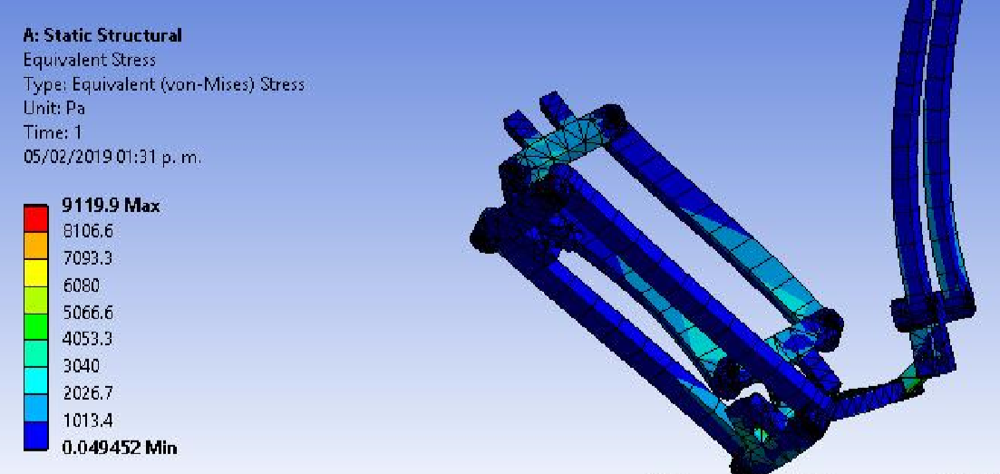 A: Static Structural
Equivalent Stress
Type: Equivalent (von-Mises) Stress
Unit: Pa
Time: 1
05/02/2019 01:31 p. m.
9119.9 Max
8106.6
7093.3
6080
5066.6
4053.3
3040
2026.7
1013.4
0.049452 Min